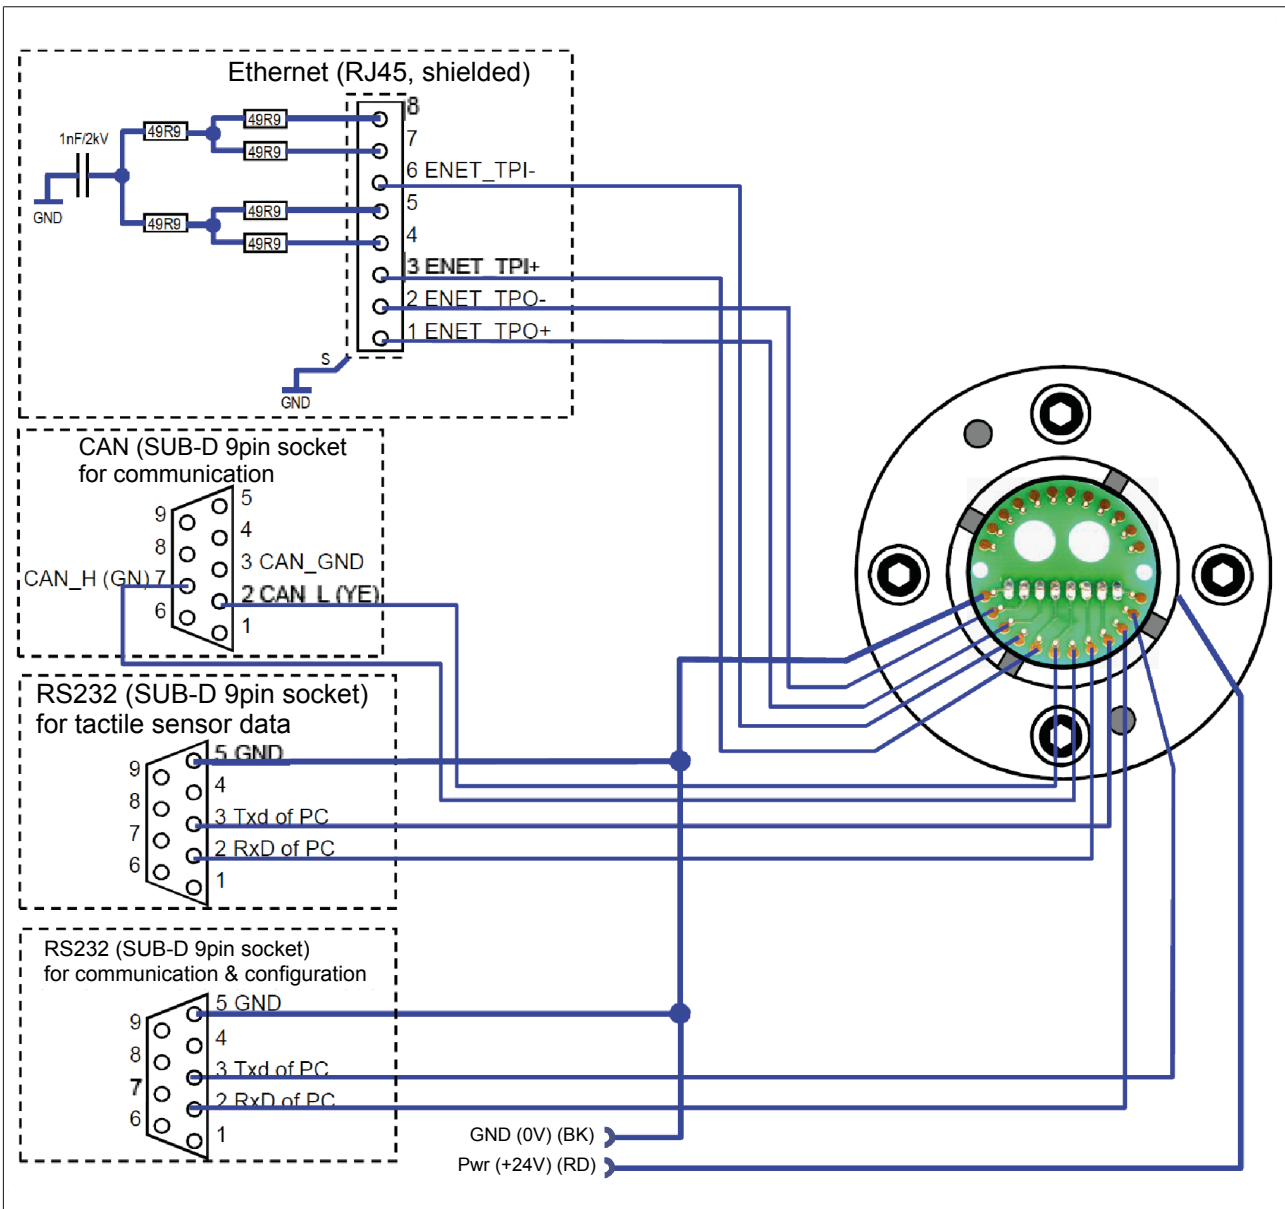 Ethernet (RJ45, shielded)
8
49R9
1nF/2kV
49R9
7
49R9
6 ENET_TPI-
GND
5
49R9
49R9
4
49R9
3 ENET_TPI+
2 ENET_TPO-
1 ENET_TPO+
S
GND
CAN (SUB-D 9pin socket
for communication
5
9
4
8
3 CAN_GND
CAN_H (GN) 7
2 CAN_L (YE)
6
1
RS232 (SUB-D 9pin socket)
for tactile sensor data
5 GND
9
4
8
3 Txd of PC
7
2 RxD of PC
6
1
RS232 (SUB-D 9pin socket)
for communication & configuration
5 GND
9
4
8
3 Txd of PC
7
2 RxD of PC
6
1
GND (0V) (BK)
Pwr (+24V) (RD)